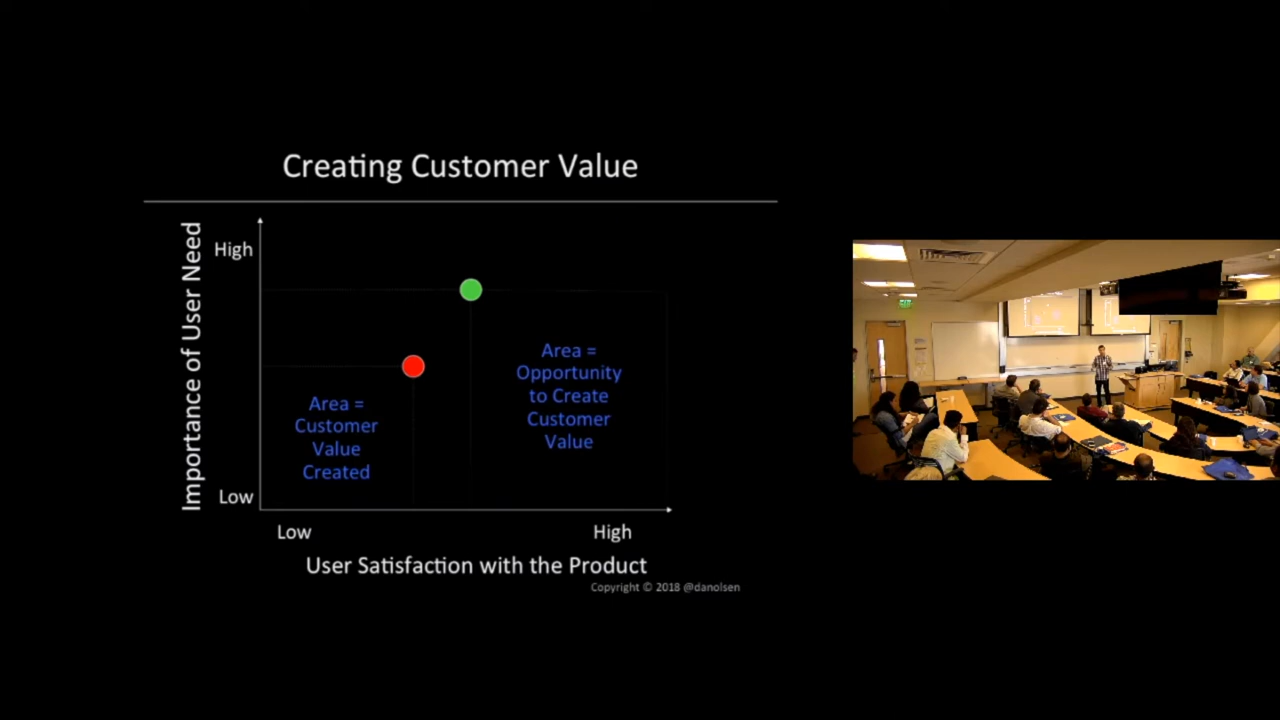 Creating Customer Value
Importance of User Need
High
Area =
Customer
Value
Created
Area =
Opportunity
to Create
Customer
Value
Low
Low
High
User Satisfaction with the Product
Copyright © 2018 @danolsen